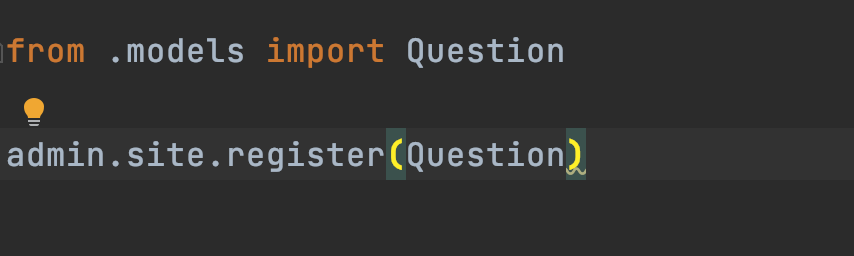 from .models import Question
admin.site.register(Question)